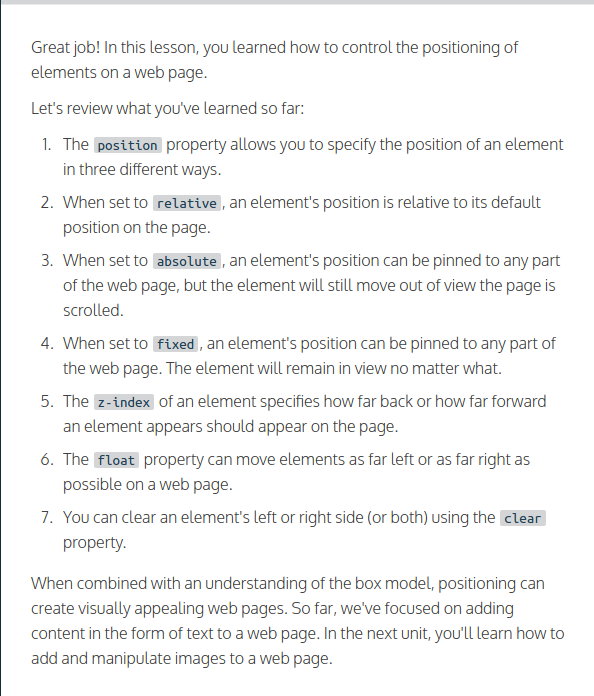 Great job! In this lesson, you learned how to control the positioning of
elements on a web page.
Let's review what you've learned so far:
1. The position property allows you to specify the position of an element
in three different ways.
2. When set to relative, an element's position is relative to its default
position on the page.
3. When set to absolute, an element's position can be pinned to any part
of the web page, but the element will still move out of view the page is
scrolled.
4. When set to fixed, an element's position can be pinned to any part of
the web page. The element will remain in view no matter what.
5. The z-index of an element specifies how far back or how far forward
an element appears should appear on the page.
6. The float property can move elements as far left or as far right as
possible on a web page.
7. You can clear an element's left or right side (or both) using the clear
property.
When combined with an understanding of the box model, positioning can
create visually appealing web pages. So far, we've focused on adding
content in the form of text to a web page. In the next unit, you'll learn how to
add and manipulate images to a web page.